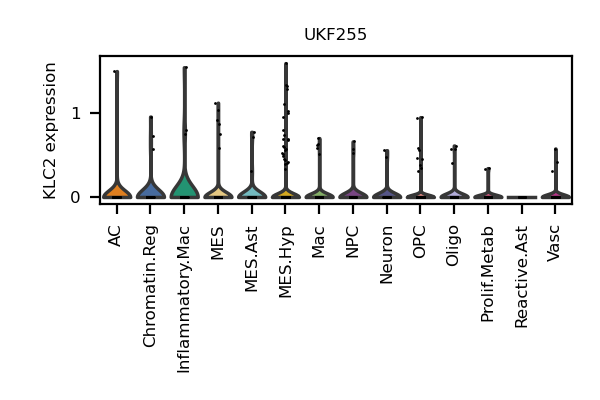 UKF255
KLC2 expression
1
0
AC
Chromatin.Reg
Inflammatory.Mac
MES
MES.Ast
MES.Hyp
Mac
NPC
Neuron
OPC
Oligo
Prolif.Metab
Reactive.Ast
Vasc